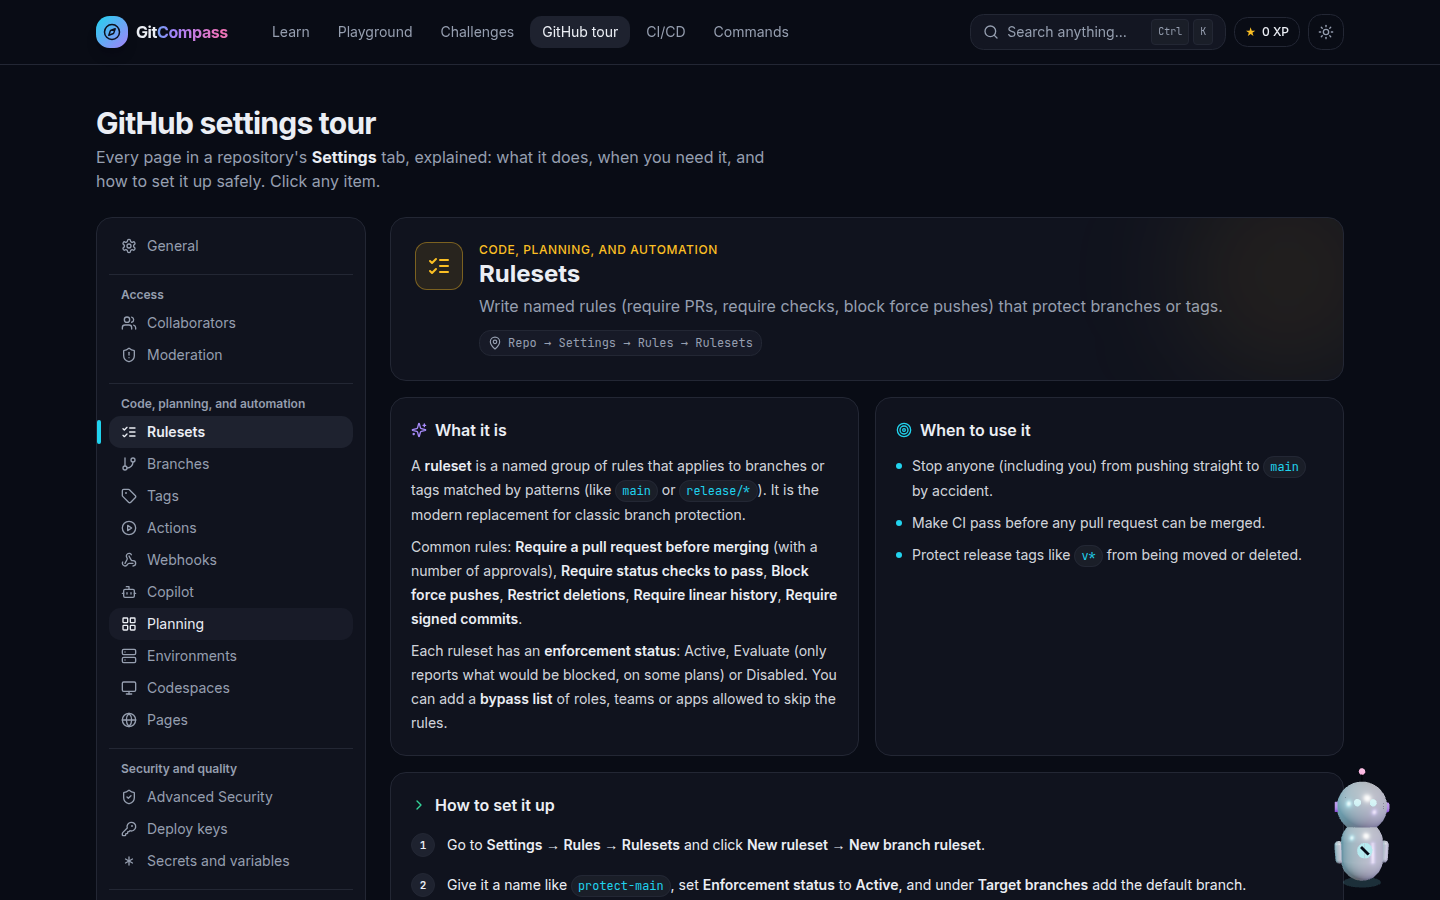 GitCompass
Learn
Playground
Challenges
GitHub tour
CI/CD
Commands
Search anything...
Ctrl
K
★ 0 XP
GitHub settings tour
Every page in a repository's Settings tab, explained: what it does, when you need it, and
how to set it up safely. Click any item.
General
Access
Collaborators
Moderation
Code, planning, and automation
Rulesets
Branches
Tags
Actions
Webhooks
Copilot
Planning
Environments
Codespaces
Pages
Security and quality
Advanced Security
Deploy keys
Secrets and variables
CODE, PLANNING, AND AUTOMATION
Rulesets
Write named rules (require PRs, require checks, block force pushes) that protect branches or tags.
Repo → Settings → Rules → Rulesets
What it is
A ruleset is a named group of rules that applies to branches or
tags matched by patterns (like main or release/*). It is the
modern replacement for classic branch protection.
Common rules: Require a pull request before merging (with a
number of approvals), Require status checks to pass, Block
force pushes, Restrict deletions, Require linear history, Require
signed commits.
Each ruleset has an enforcement status: Active, Evaluate (only
reports what would be blocked, on some plans) or Disabled. You
can add a bypass list of roles, teams or apps allowed to skip the
rules.
When to use it
Stop anyone (including you) from pushing straight to main
by accident.
Make CI pass before any pull request can be merged.
Protect release tags like v* from being moved or deleted.
How to set it up
1 Go to Settings → Rules → Rulesets and click New ruleset → New branch ruleset.
2 Give it a name like protect-main, set Enforcement status to Active, and under Target branches add the default branch.